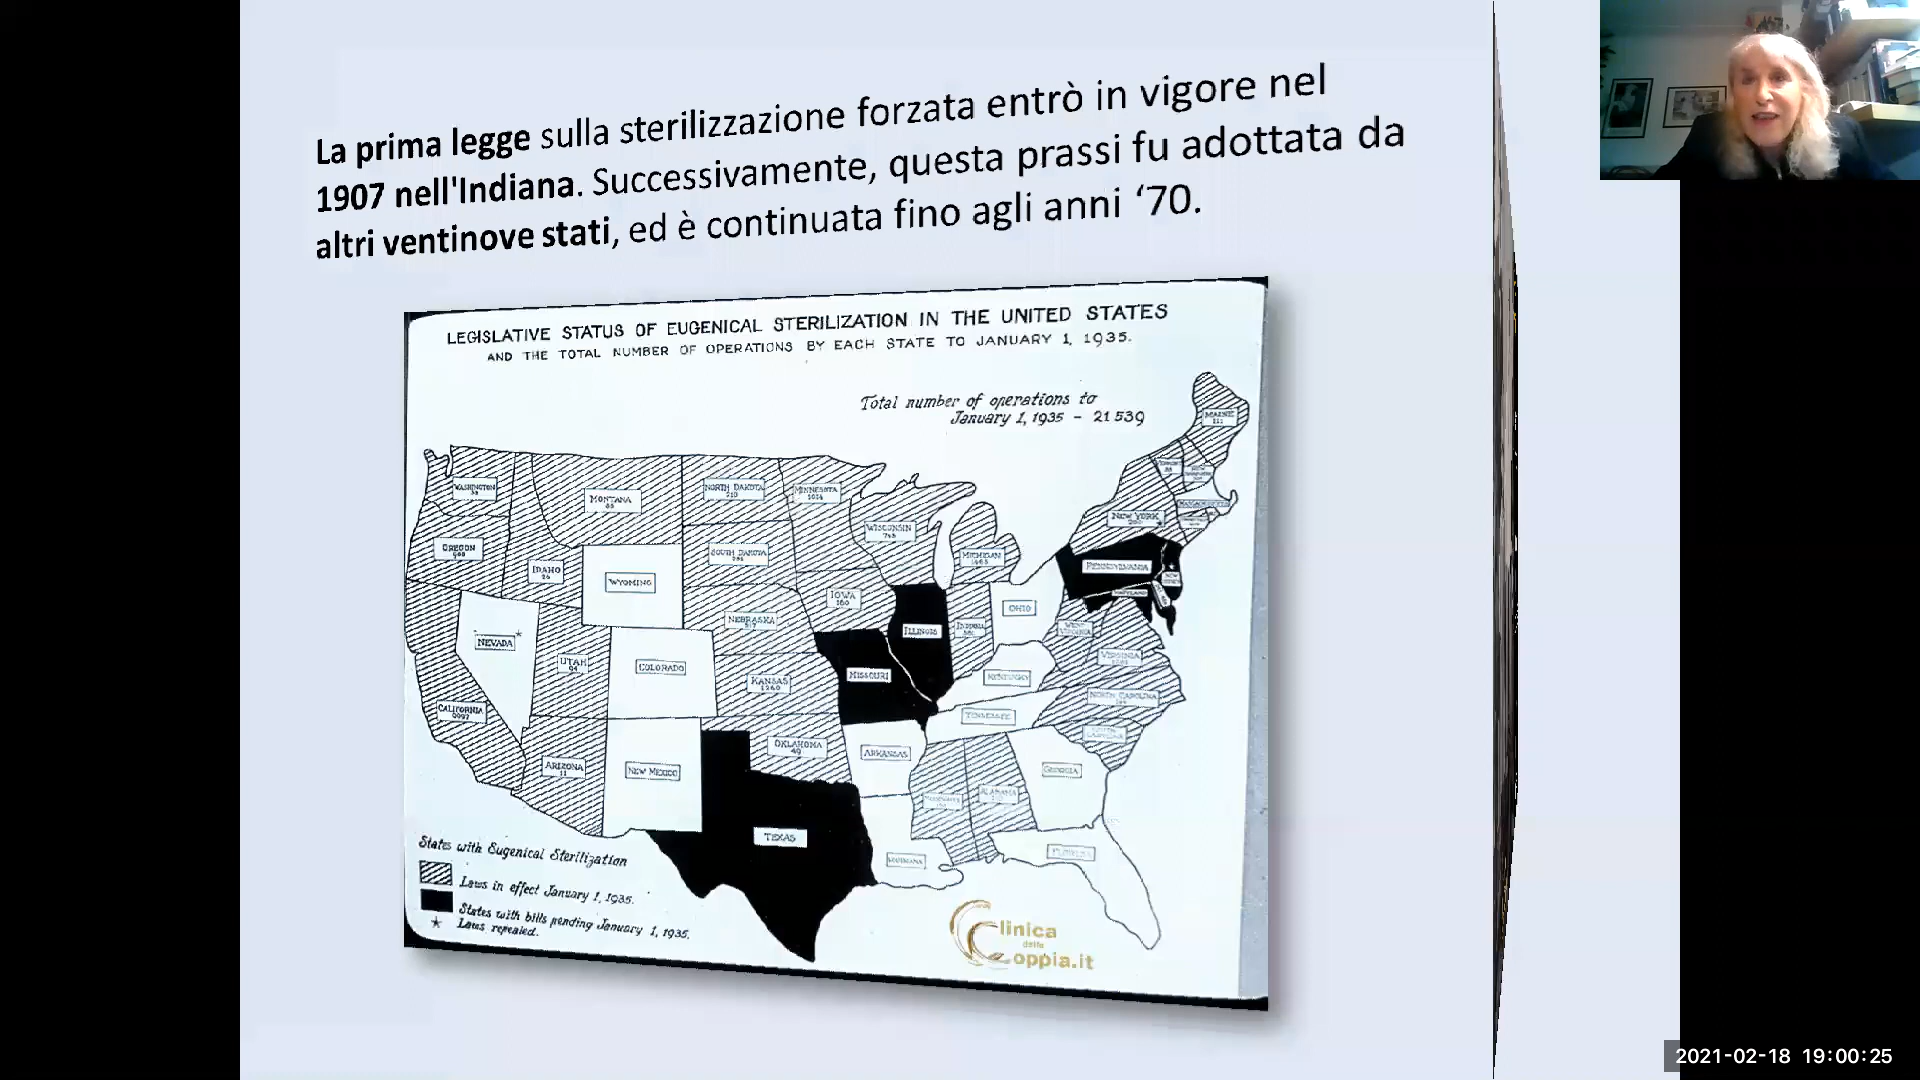 La prima legge sulla sterilizzazione forzata entrò in vigore nel
1907 nell'Indiana. Successivamente, questa prassi fu adottata da
altri ventinove stati, ed è continuata fino agli anni ‘70.
LEGISLATIVE STATUS OF EUGENICAL STERILIZATION IN THE UNITED STATES
AND THE TOTAL NUMBER OF OPERATIONS BY EACH STATE TO JANUARY 1, 1935.
Total number of operations to
January 1, 1935 - 21539
MAINE
WASHINGTON
MONTANA
NORTH DAKOTA
MINNESOTA
WISCONSIN
NEW YORK
OREGON
IDAHO
WYOMING
SOUTH DAKOTA
MICHIGAN
PENNSYLVANIA
NEVADA *
UTAH
COLORADO
NEBRASKA
IOWA
ILLINOIS
INDIANA
OHIO
WEST VIRGINIA
VIRGINIA
CALIFORNIA
KANSAS
1260
MISSOURI
KENTUCKY
NORTH CAROLINA
TENNESSEE
ARIZONA
11
NEW MEXICO
OKLAHOMA
ARKANSAS
ALABAMA
GEORGIA
TEXAS
LOUISIANA
FLORIDA
States with Eugenical Sterilization
Laws in effect January 1, 1935.
States with bills pending January 1, 1935.
* Laws repealed.
Clinica
della
Coppia.it
2021-02-18 19:00:25